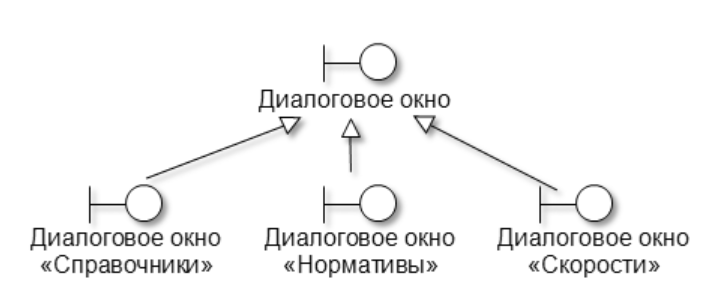 Диалоговое окно
Диалоговое окно
«Справочники»
Диалоговое окно
«Нормативы»
Диалоговое окно
«Скорости»